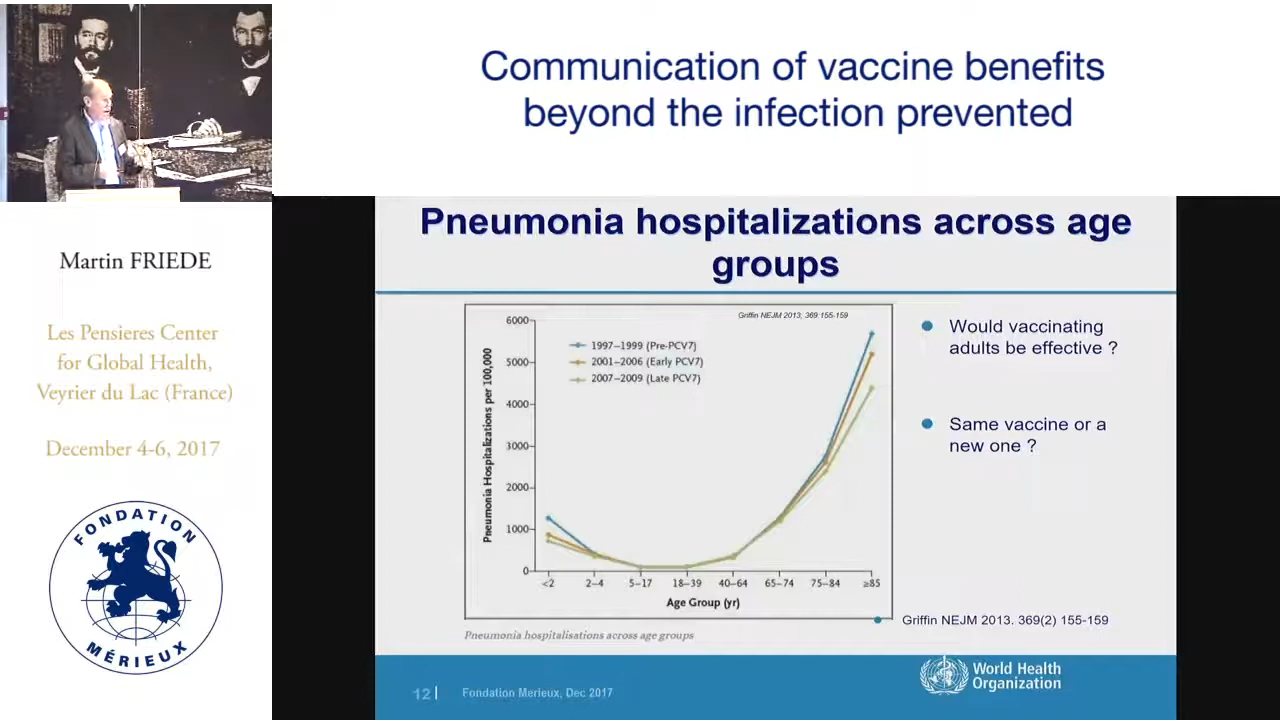 Communication of vaccine benefits
beyond the infection prevented
Martin FRIEDE
Les Pensieres Center
for Global Health,
Veyrier du Lac (France)
December 4-6, 2017
FONDATION
MÉRIEUX
Pneumonia hospitalizations across age
groups
Griffin NEJM 2013; 369:155-159
1997–1999 (Pre-PCV7)
2001–2006 (Early PCV7)
2007–2009 (Late PCV7)
Pneumonia Hospitalizations per 100,000
6000
5000
4000
3000
2000
1000
0
<2 2–4 5–17 18–39 40–64 65–74 75–84 ≥85
Age Group (yr)
Pneumonia hospitalisations across age groups
Would vaccinating
adults be effective ?
Same vaccine or a
new one ?
Griffin NEJM 2013. 369(2) 155-159
12 Fondation Merieux, Dec 2017
World Health
Organization